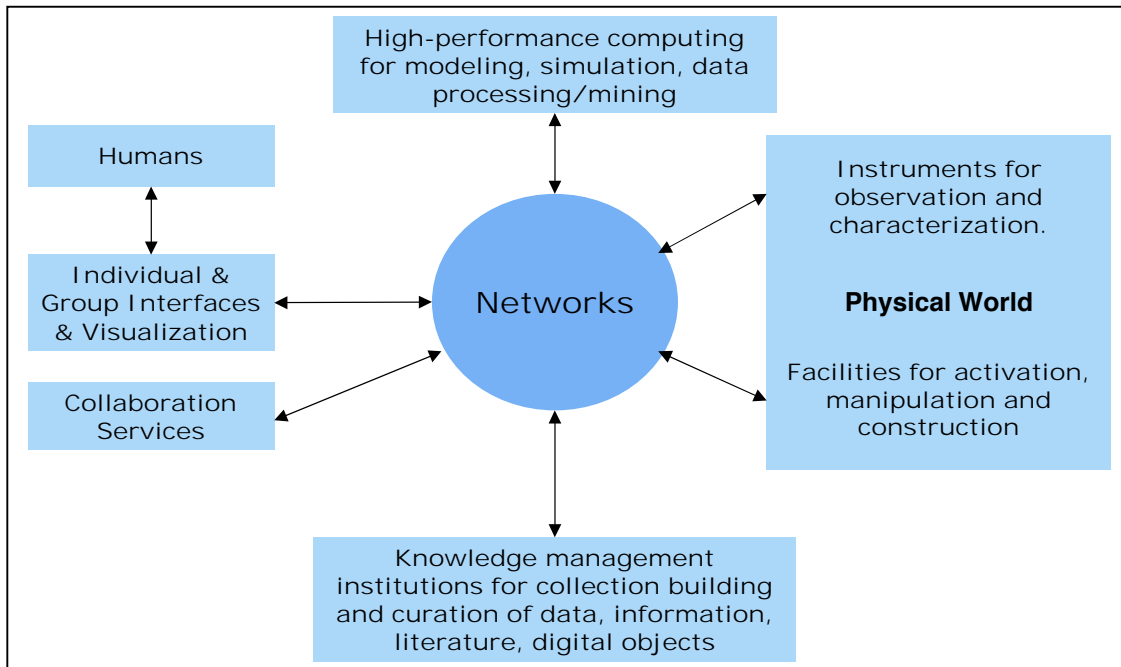 High-performance computing
for modeling, simulation, data
processing/mining
Humans
Individual &
Group Interfaces
& Visualization
Collaboration
Services
Networks
Instruments for
observation and
characterization.
Physical World
Facilities for activation,
manipulation and
construction
Knowledge management
institutions for collection building
and curation of data, information,
literature, digital objects